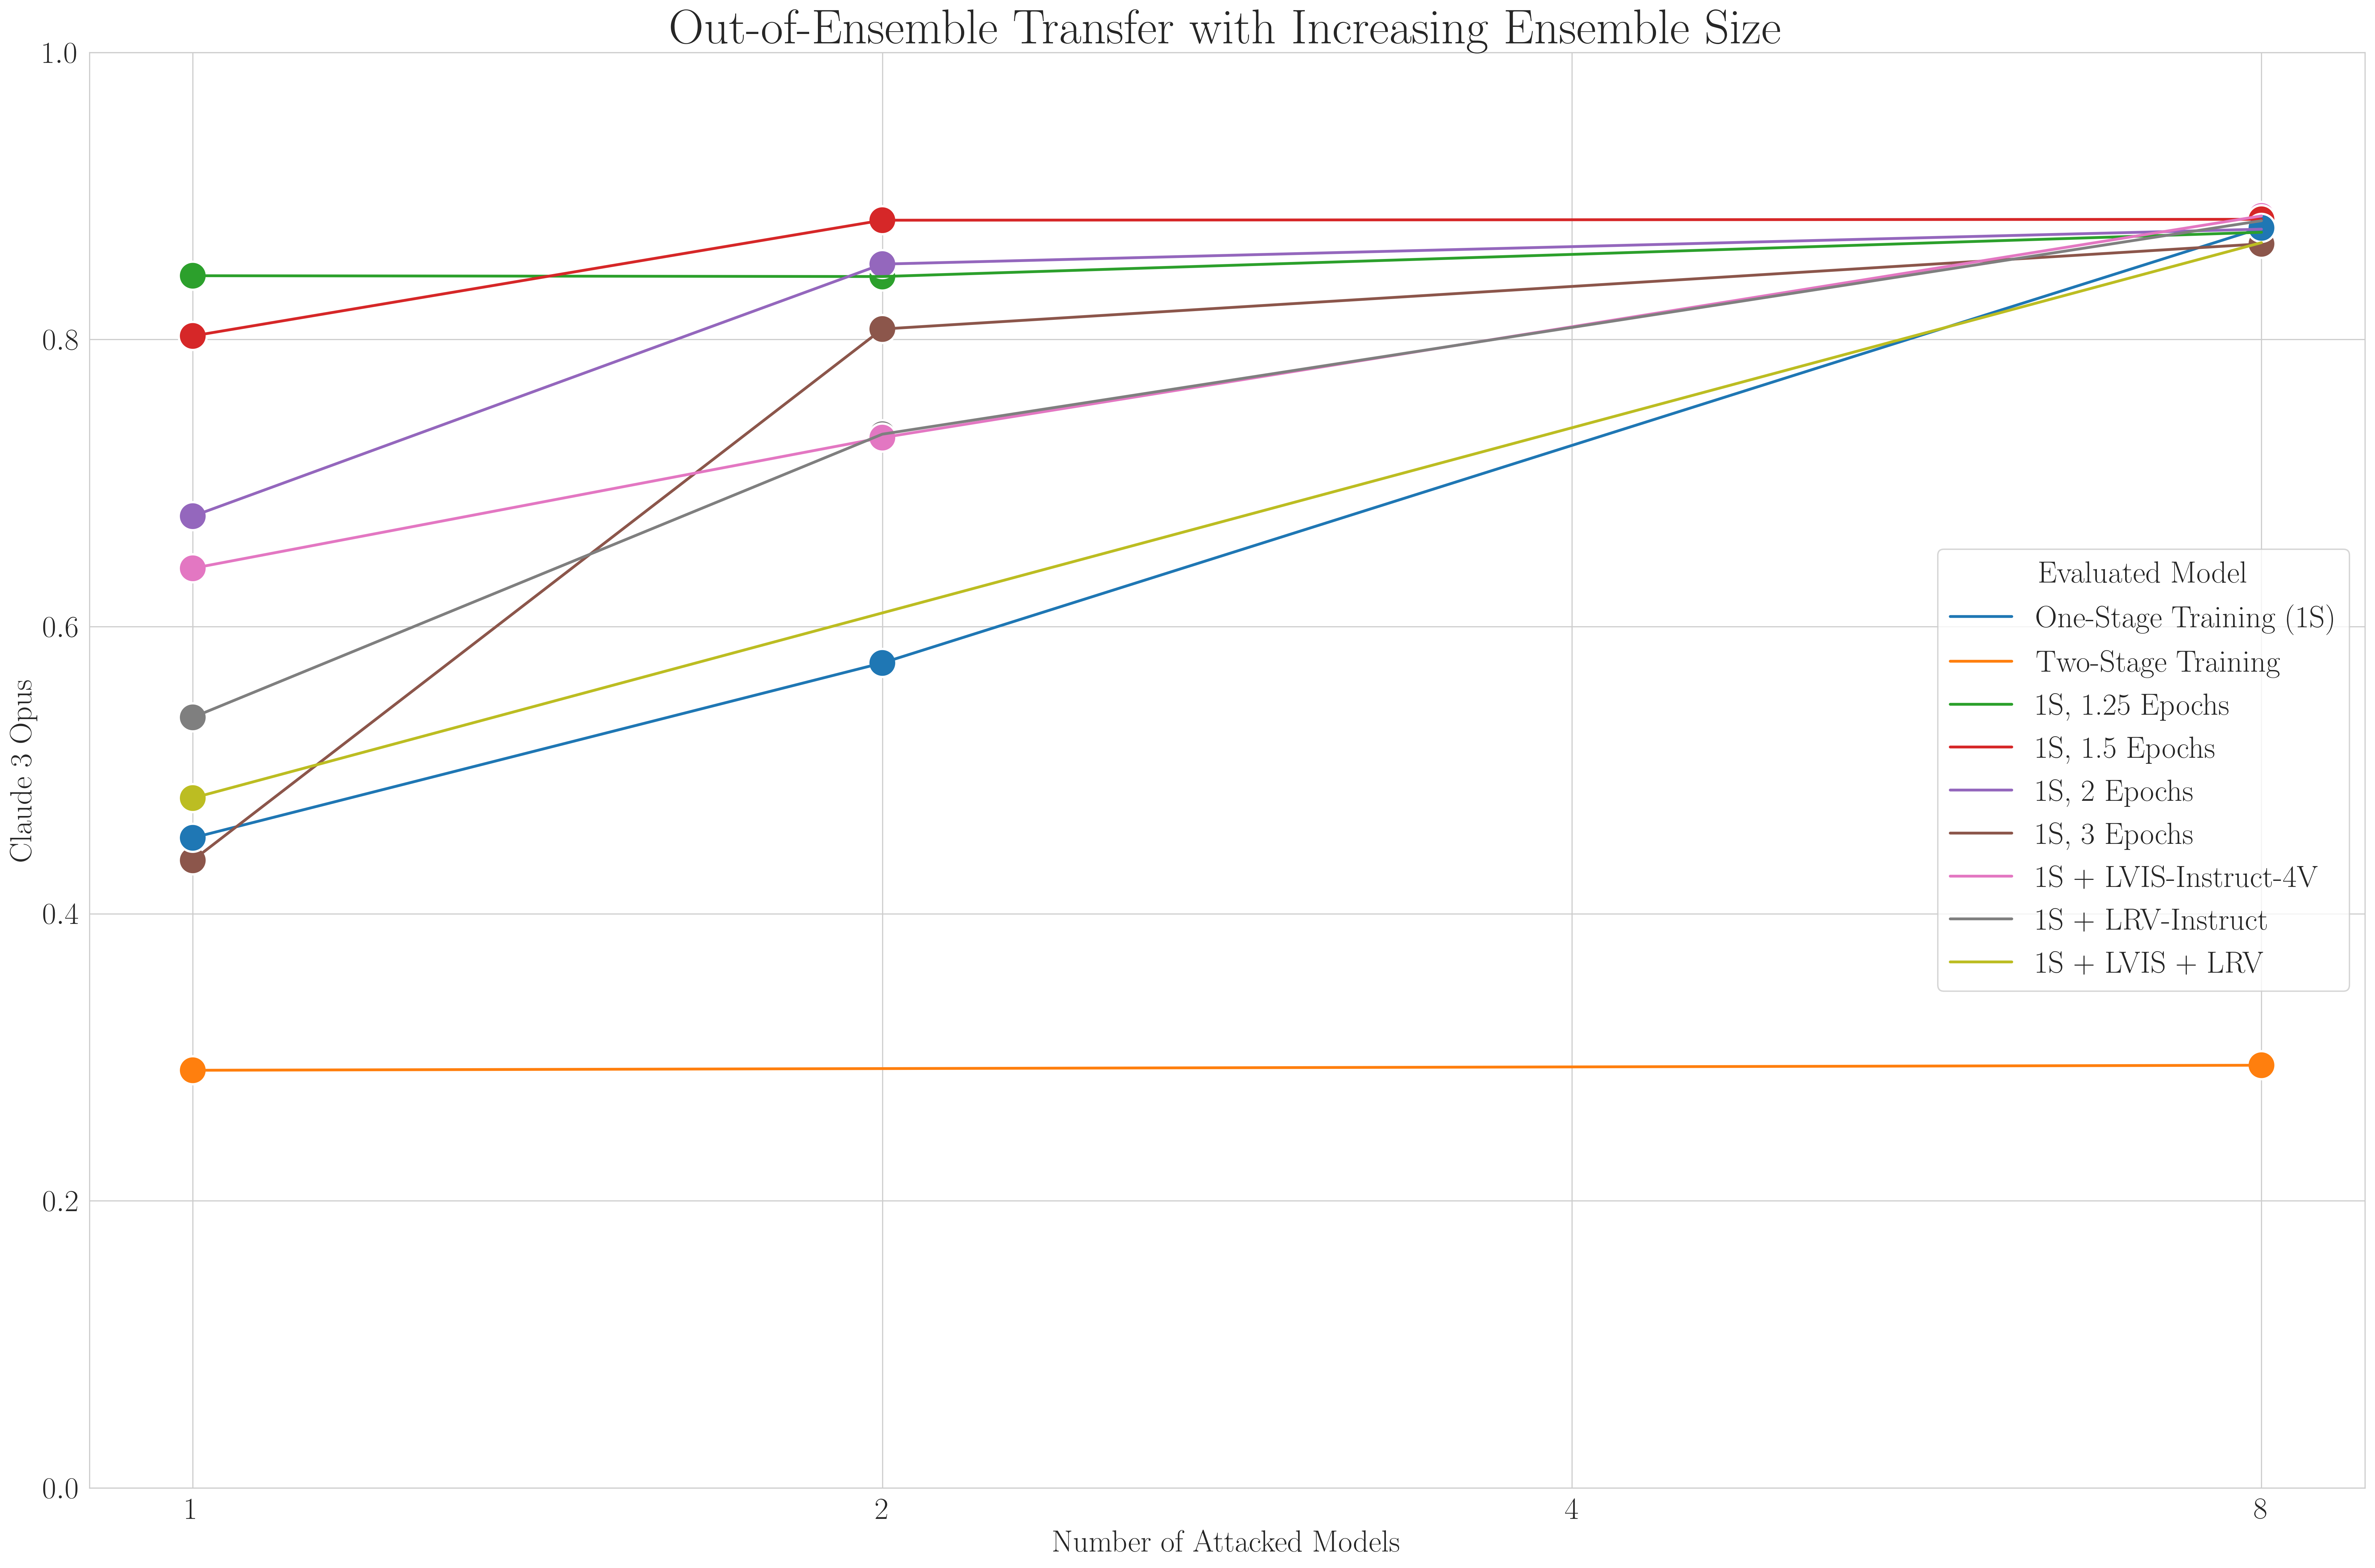 Out-of-Ensemble Transfer with Increasing Ensemble Size
1.0
0.8
0.6
0.4
0.2
0.0
Claude 3 Opus
1
2
4
8
Number of Attacked Models
Evaluated Model
One-Stage Training (1S)
Two-Stage Training
1S, 1.25 Epochs
1S, 1.5 Epochs
1S, 2 Epochs
1S, 3 Epochs
1S + LVIS-Instruct-4V
1S + LRV-Instruct
1S + LVIS + LRV